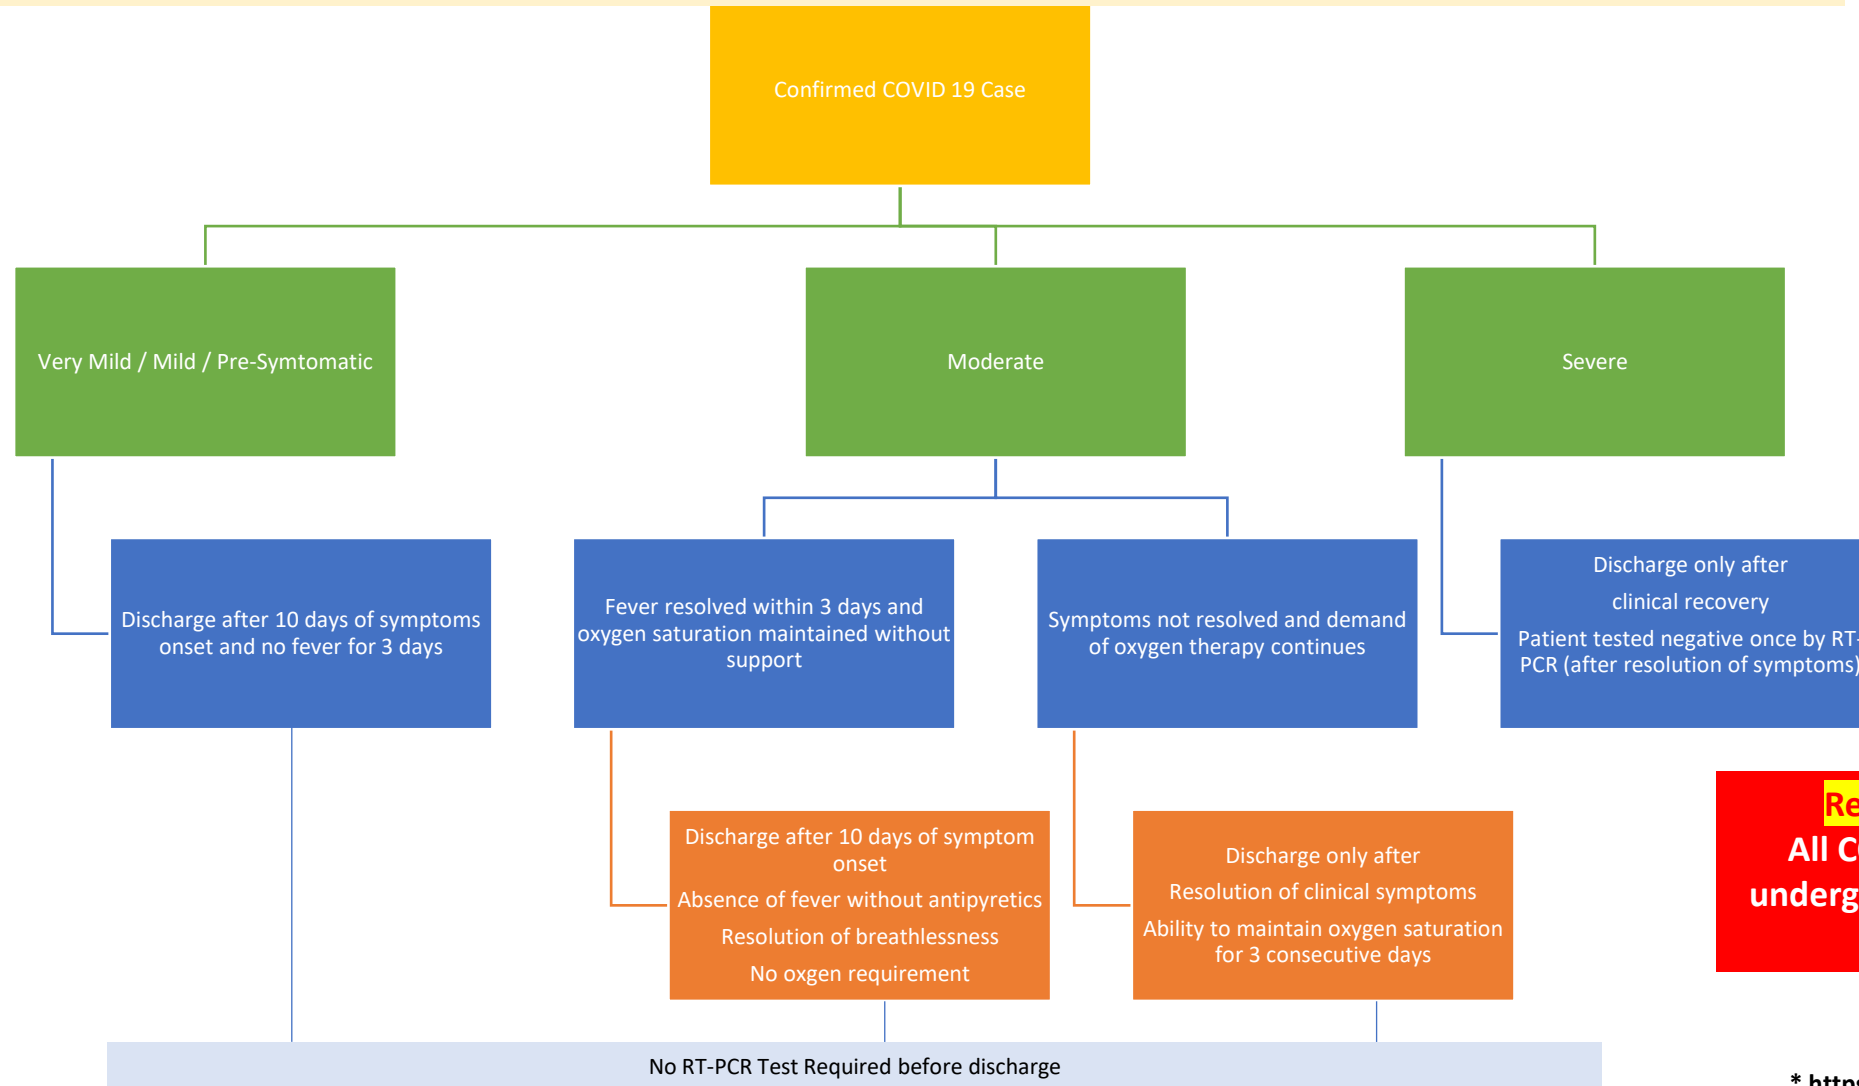 Confirmed COVID 19 Case
Very Mild / Mild / Pre-Symtomatic
Moderate
Severe
Discharge after 10 days of symptoms
onset and no fever for 3 days
Fever resolved within 3 days and
oxygen saturation maintained without
support
Symptoms not resolved and demand
of oxygen therapy continues
Discharge only after
clinical recovery
Patient tested negative once by RT-
PCR (after resolution of symptoms)
Discharge after 10 days of symptom
onset
Absence of fever without antipyretics
Resolution of breathlessness
No oxgen requirement
Discharge only after
Resolution of clinical symptoms
Ability to maintain oxygen saturation
for 3 consecutive days
Re
All C
underg
No RT-PCR Test Required before discharge
* https